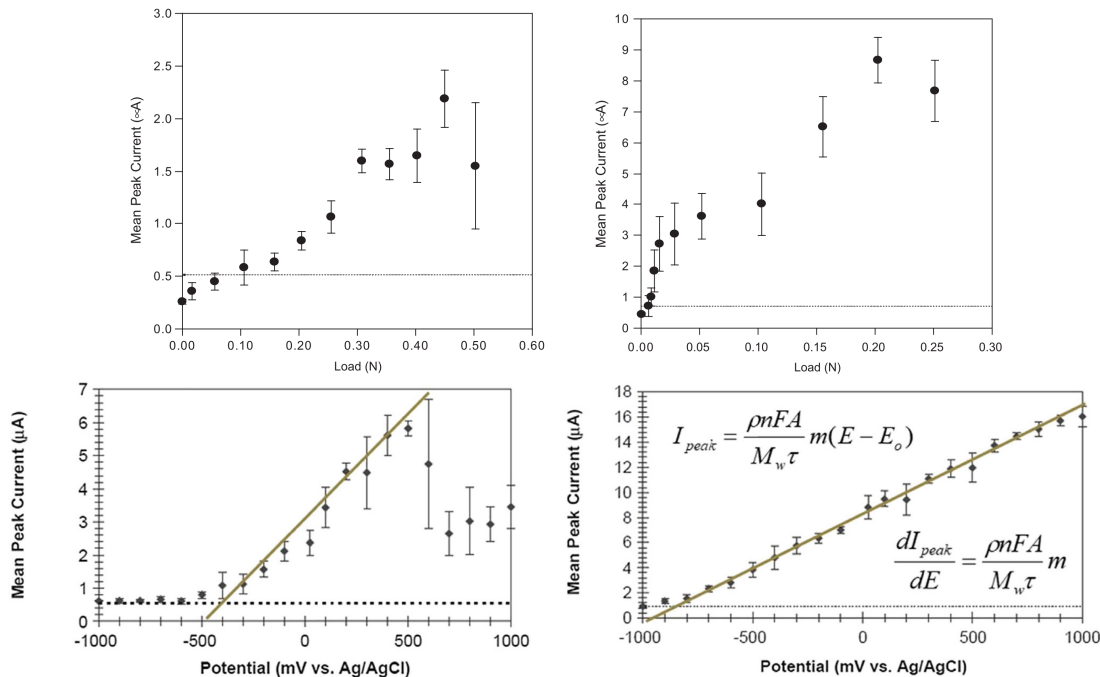 3.0
2.5
2.0
1.5
1.0
0.5
0.0
Mean Peak Current (∝A)
0.00 0.10 0.20 0.30 0.40 0.50 0.60
Load (N)
10
9
8
7
6
5
4
3
2
1
0
Mean Peak Current (∝A)
0.00 0.05 0.10 0.15 0.20 0.25 0.30
Load (N)
7
6
5
4
3
2
1
0
Mean Peak Current (μA)
-1000 -500 0 500 1000
Potential (mV vs. Ag/AgCl)
18
16
14
12
10
8
6
4
2
0
Mean Peak Current (μA)
I_peak = ρnFA / M_w τ m(E − E_o)
dI_peak / dE = ρnFA / M_w τ m
-1000 -500 0 500 1000
Potential (mV vs. Ag/AgCl)